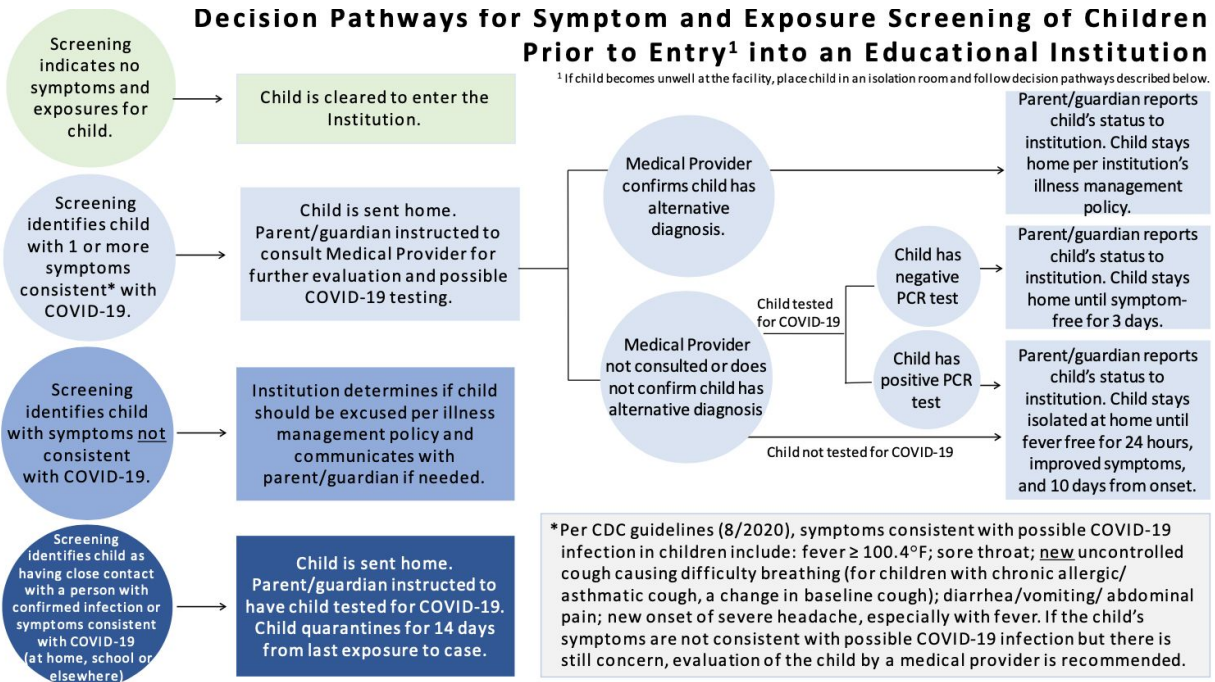 Decision Pathways for Symptom and Exposure Screening of Children
Prior to Entry¹ into an Educational Institution
¹ If child becomes unwell at the facility, place child in an isolation room and follow decision pathways described below.
Screening
indicates no
symptoms and
exposures for
child.
Child is cleared to enter the
Institution.
Screening
identifies child
with 1 or more
symptoms
consistent* with
COVID-19.
Child is sent home.
Parent/guardian instructed to
consult Medical Provider for
further evaluation and possible
COVID-19 testing.
Medical Provider
confirms child has
alternative
diagnosis.
Parent/guardian reports
child's status to
institution. Child stays
home per institution's
illness management
policy.
Medical Provider
not consulted or does
not confirm child has
alternative diagnosis
Child tested
for COVID-19
Child has
negative
PCR test
Parent/guardian reports
child's status to
institution. Child stays
home until symptom-
free for 3 days.
Child has
positive PCR
test
Child not tested for COVID-19
Parent/guardian reports
child's status to
institution. Child stays
isolated at home until
fever free for 24 hours,
improved symptoms,
and 10 days from onset.
Screening
identifies child
with symptoms not
consistent
with COVID-19.
Institution determines if child
should be excused per illness
management policy and
communicates with
parent/guardian if needed.
Screening
identifies child as
having close contact
with a person with
confirmed infection or
symptoms consistent
with COVID-19
(at home, school or
elsewhere)
Child is sent home.
Parent/guardian instructed to
have child tested for COVID-19.
Child quarantines for 14 days
from last exposure to case.
*Per CDC guidelines (8/2020), symptoms consistent with possible COVID-19
infection in children include: fever ≥ 100.4°F; sore throat; new uncontrolled
cough causing difficulty breathing (for children with chronic allergic/
asthmatic cough, a change in baseline cough); diarrhea/vomiting/ abdominal
pain; new onset of severe headache, especially with fever. If the child's
symptoms are not consistent with possible COVID-19 infection but there is
still concern, evaluation of the child by a medical provider is recommended.